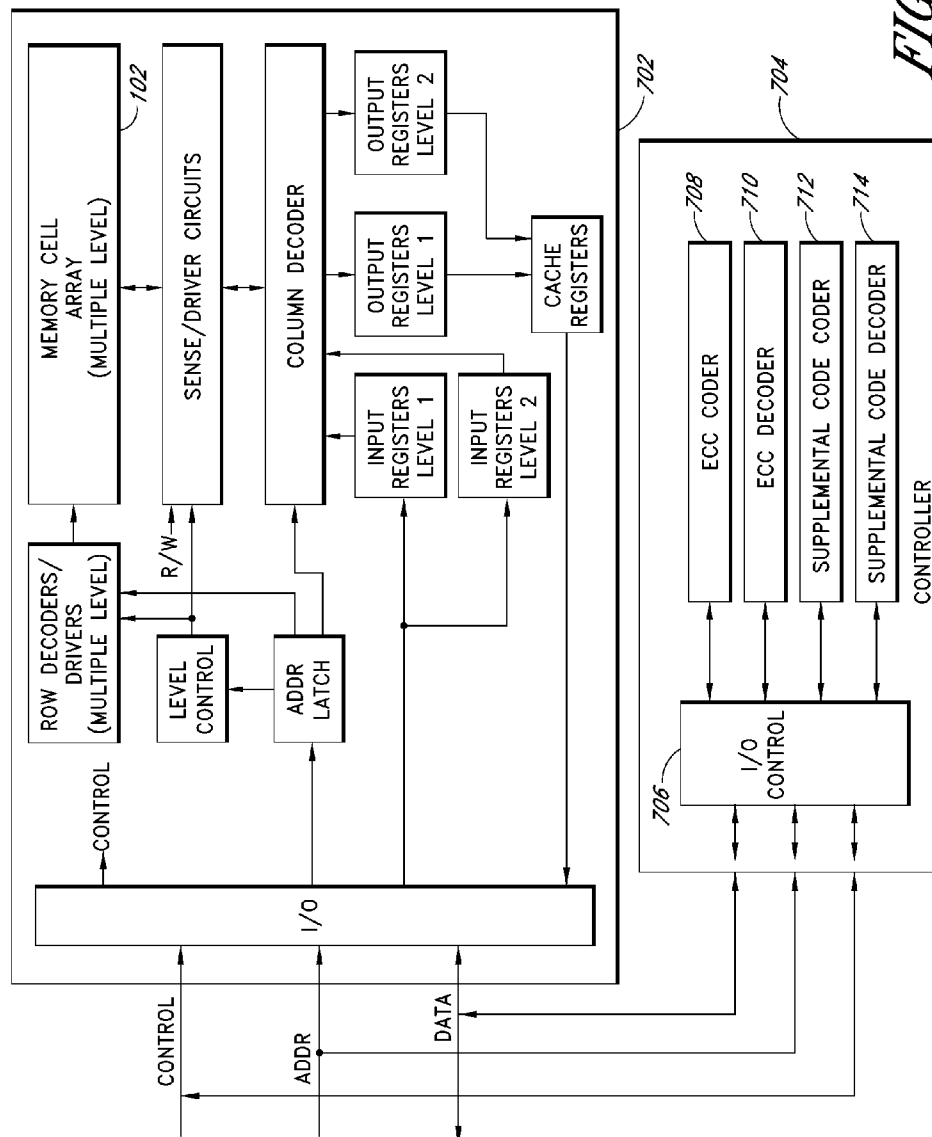 FIG
702
MEMORY CELL
ARRAY
(MULTIPLE LEVEL)
102
ROW DECODERS/
DRIVERS
(MULTIPLE LEVEL)
SENSE/DRIVER CIRCUITS
R/W
LEVEL
CONTROL
COLUMN DECODER
ADDR
LATCH
INPUT
REGISTERS
LEVEL 1
OUTPUT
REGISTERS
LEVEL 1
OUTPUT
REGISTERS
LEVEL 2
INPUT
REGISTERS
LEVEL 2
CACHE
REGISTERS
CONTROL
I/O
CONTROL
ADDR
DATA
704
706
I/O
CONTROL
ECC CODER
708
ECC DECODER
710
SUPPLEMENTAL CODE CODER
712
SUPPLEMENTAL CODE DECODER
714
CONTROLLER